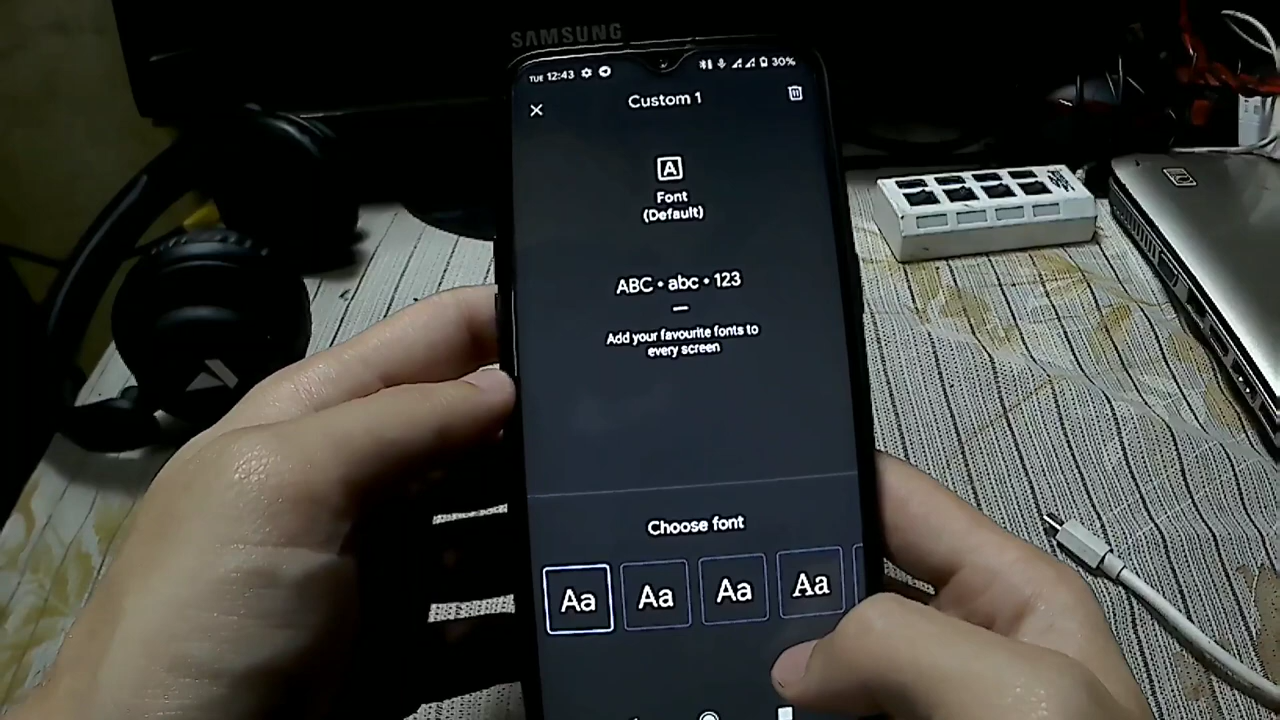 SAMSUNG
TUE 12:43
30%
Custom 1
A
Font
(Default)
ABC • abc • 123
Add your favourite fonts to
every screen
Choose font
Aa Aa Aa Aa